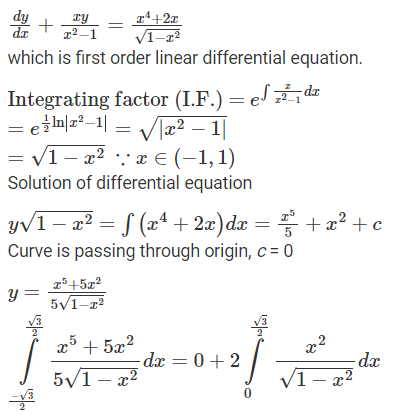 dy/dx + xy/(x²−1) = (x⁴+2x)/√(1−x²)
which is first order linear differential equation.
Integrating factor (I.F.) = e^(∫ x/(x²−1) dx)
= e^(½ ln|x²−1|) = √|x² − 1|
= √(1 − x²) ∵ x ∈ (−1, 1)
Solution of differential equation
y√(1 − x²) = ∫ (x⁴ + 2x)dx = x⁵/5 + x² + c
Curve is passing through origin, c = 0
y = (x⁵+5x²)/(5√(1−x²))
∫_(−√3/2)^(√3/2) (x⁵ + 5x²)/(5√(1 − x²)) dx = 0 + 2 ∫_0^(√3/2) x²/√(1 − x²) dx